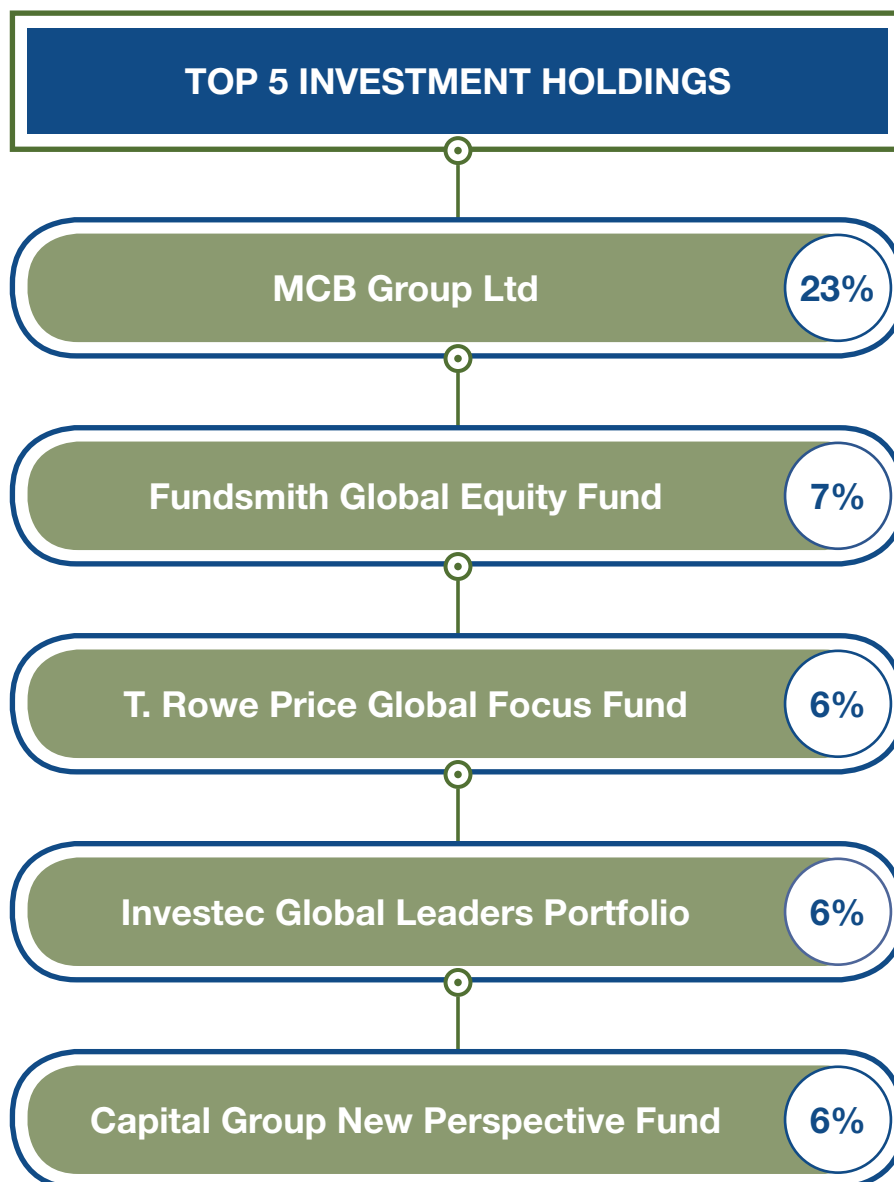 TOP 5 INVESTMENT HOLDINGS
MCB Group Ltd 23%
Fundsmith Global Equity Fund 7%
T. Rowe Price Global Focus Fund 6%
Investec Global Leaders Portfolio 6%
Capital Group New Perspective Fund 6%